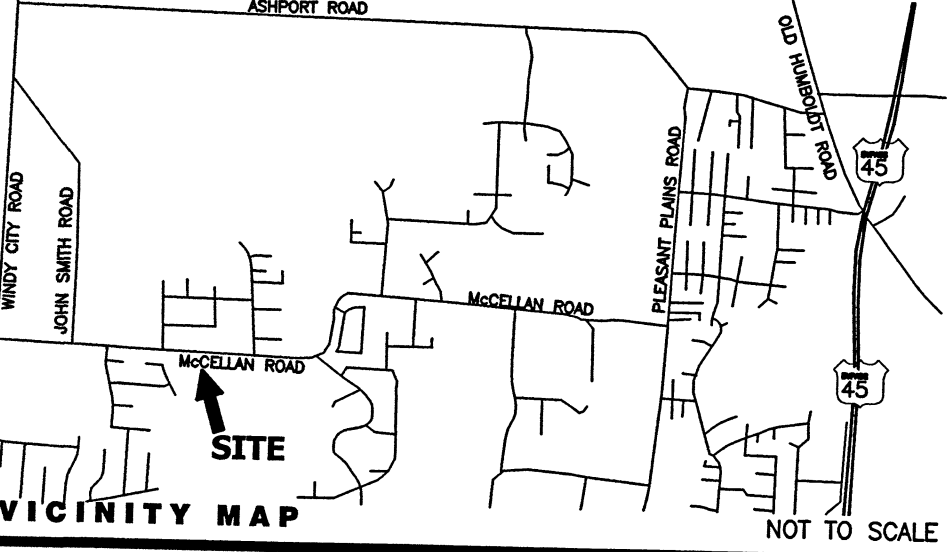 ASHPORT ROAD
OLD HUMBOLDT ROAD
45
PLEASANT PLAINS ROAD
WINDY CITY ROAD
JOHN SMITH ROAD
McCELLAN ROAD
McCELLAN ROAD
45
SITE
VICINITY MAP
NOT TO SCALE